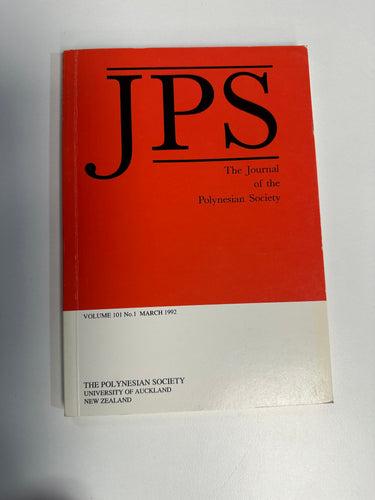 JPS
The Journal
of the
Polynesian Society
VOLUME 101 No.1 MARCH 1992
THE POLYNESIAN SOCIETY
UNIVERSITY OF AUCKLAND
NEW ZEALAND